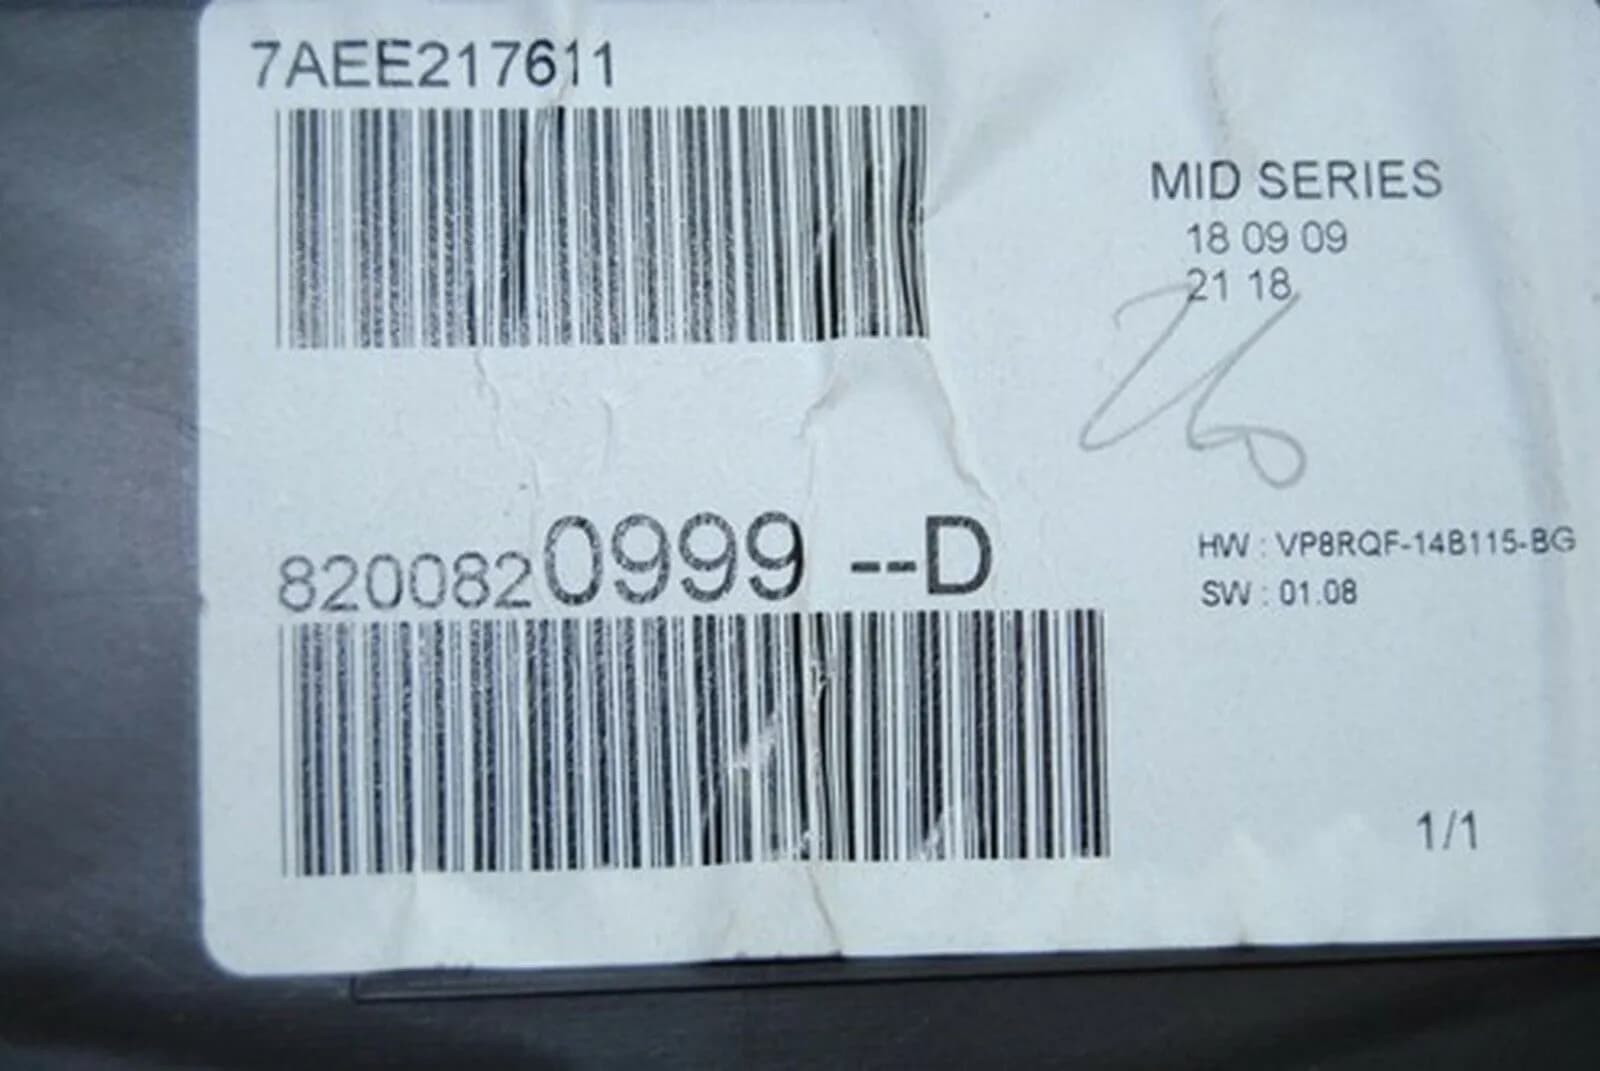 7AEE217611
MID SERIES
18 09 09
21 18
8200820999 --D
HW : VP8RQF-14B115-BG
SW : 01.08
1/1